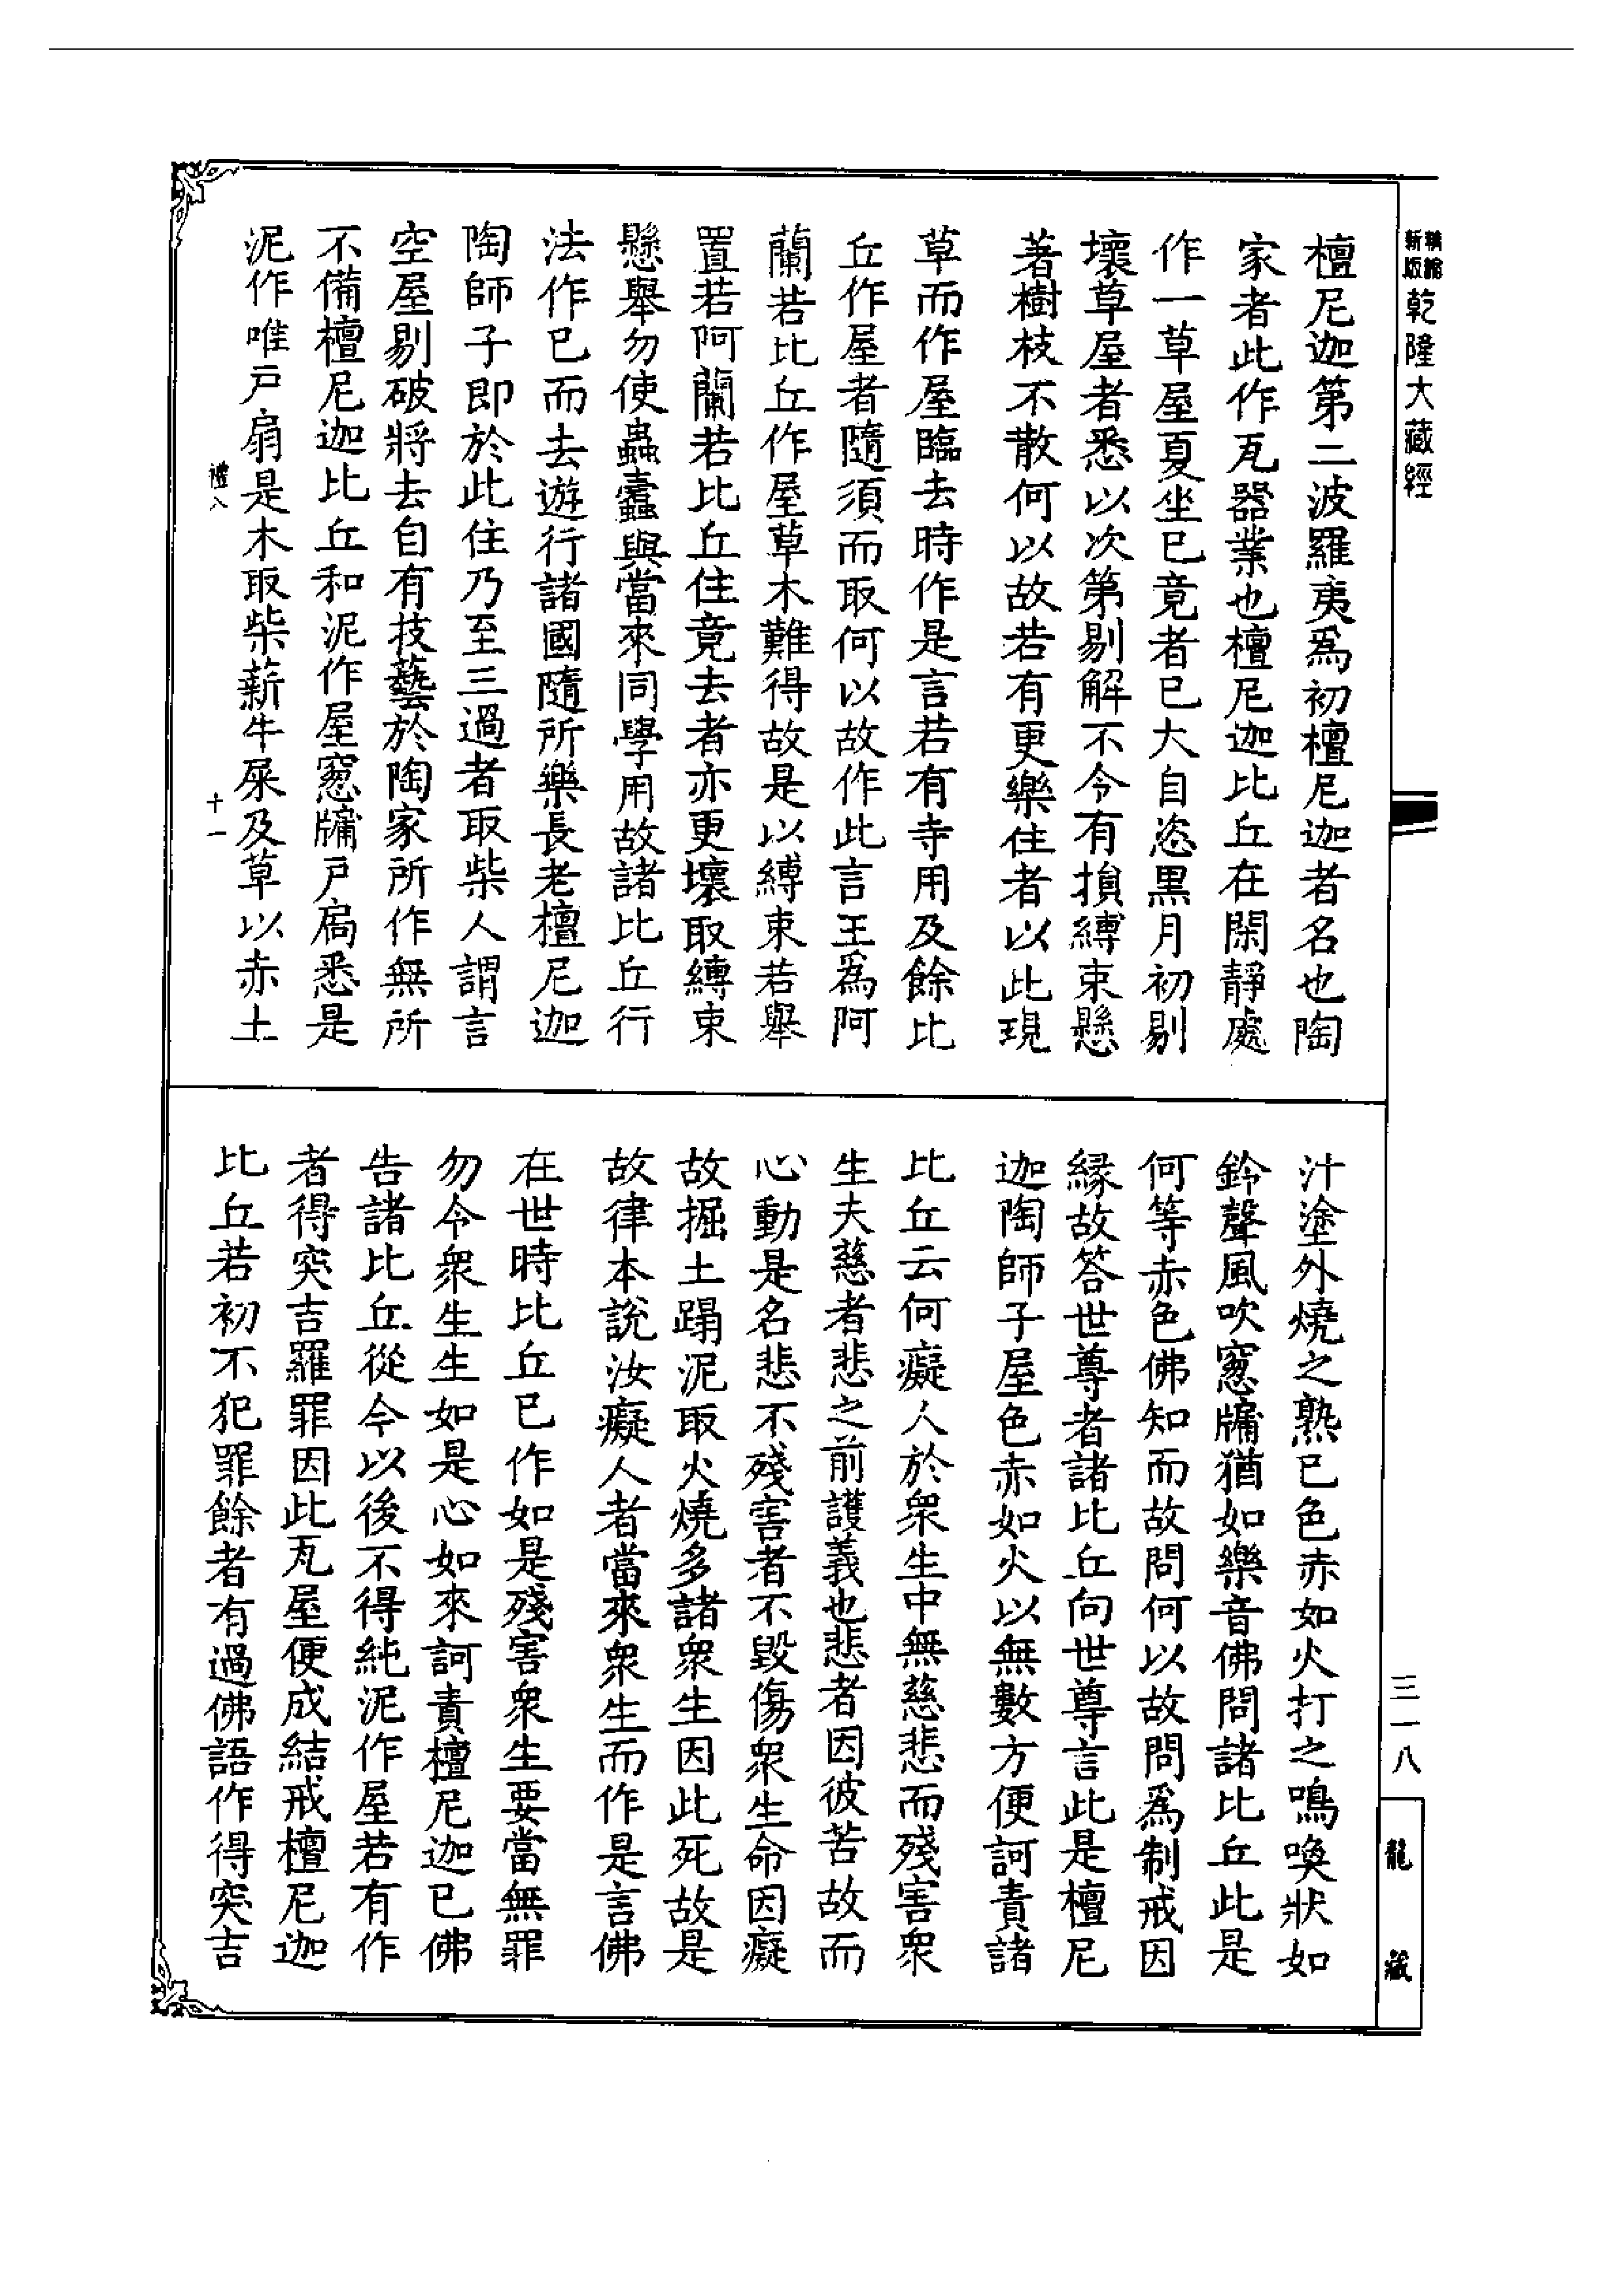 新版
精縮
乾隆大藏經
檀尼迦第二波羅夷爲初檀尼迦者名也陶
家者此作瓦器業也檀尼迦比丘在閑靜處
作一草屋夏坐已竟者已大自恣黑月初剔
壞草屋者悉以次第剔解不令有損縛束懸
著樹枝不散何以故若有更樂住者以此現
草而作屋臨去時作是言若有寺用及餘比
丘作屋者隨須而取何以故作此言王爲阿
蘭若比丘作屋草木難得故是以縛束若舉
置若阿蘭若比丘住竟去者亦更壞取縛束
懸舉勿使蟲蠹與當來同學用故諸比丘行
法作已而去遊行諸國隨所樂長老檀尼迦
陶師子即於此住乃至三過者取柴人謂言
空屋剔破將去自有技藝於陶家所作無所
不備檀尼迦比丘和泥作屋窻牖戸扄悉是
泥作唯戸扇是木取柴薪牛屎及草以赤土
禮八
十一
汁塗外燒之熟已色赤如火打之鳴喚狀如
鈴聲風吹窻牖猶如樂音佛問諸比丘此是
何等赤色佛知而故問何以故問爲制戒因
緣故答世尊者諸比丘向世尊言此是檀尼
迦陶師子屋色赤如火以無數方便訶責諸
比丘云何癡人於衆生中無慈悲而殘害衆
生夫慈者悲之前護義也悲者因彼苦故而
心動是名悲不殘害者不毀傷衆生命因癡
故掘土蹋泥取火燒多諸衆生因此死故是
故律本說汝癡人者當來衆生而作是言佛
在世時比丘已作如是殘害衆生要當無罪
勿令衆生生如是心如來訶責檀尼迦已佛
告諸比丘從今以後不得純泥作屋若有作
者得突吉羅罪因此瓦屋便成結戒檀尼迦
比丘若初不犯罪餘者有過佛語作得突吉
三一八
龍藏